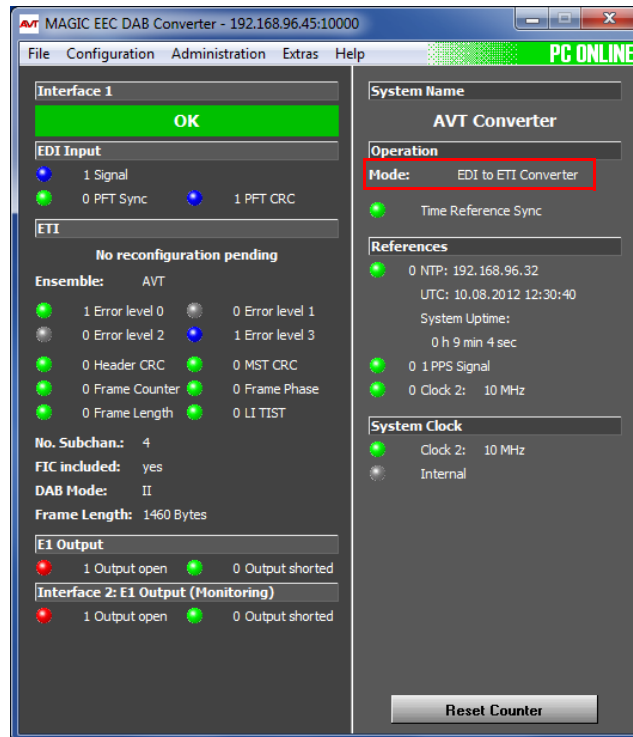 AVT MAGIC EEC DAB Converter - 192.168.96.45:10000
File Configuration Administration Extras Help PC ONLINE
Interface 1
OK
EDI Input
1 Signal
0 PFT Sync 1 PFT CRC
ETI
No reconfiguration pending
Ensemble: AVT
1 Error level 0 0 Error level 1
0 Error level 2 1 Error level 3
0 Header CRC 0 MST CRC
0 Frame Counter 0 Frame Phase
0 Frame Length 0 LI TIST
No. Subchan.: 4
FIC included: yes
DAB Mode: II
Frame Length: 1460 Bytes
E1 Output
1 Output open 0 Output shorted
Interface 2: E1 Output (Monitoring)
1 Output open 0 Output shorted
System Name
AVT Converter
Operation
Mode: EDI to ETI Converter
Time Reference Sync
References
0 NTP: 192.168.96.32
UTC: 10.08.2012 12:30:40
System Uptime:
0 h 9 min 4 sec
0 1 PPS Signal
0 Clock 2: 10 MHz
System Clock
Clock 2: 10 MHz
Internal
Reset Counter